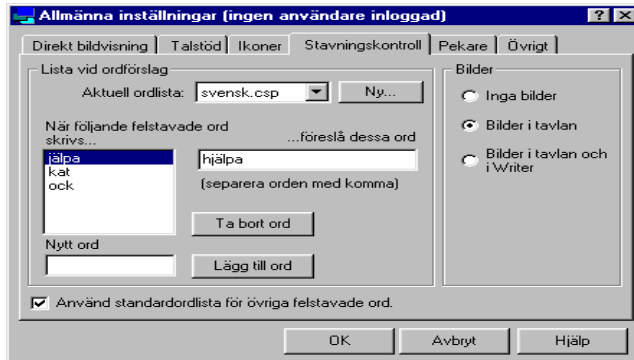 Allmänna inställningar (ingen användare inloggad)
Direkt bildvisning Talstöd Ikoner Stavningskontroll Pekare Övrigt
Lista vid ordförslag
Aktuell ordlista: svensk.csp Ny...
När följande felstavade ord
skrivs...
...föreslå dessa ord
jälpa
kat
ock
hjälpa
(separera orden med komma)
Ta bort ord
Nytt ord
Lägg till ord
Bilder
Inga bilder
Bilder i tavlan
Bilder i tavlan och
i Writer
Använd standardordlista för övriga felstavade ord.
OK Avbryt Hjälp